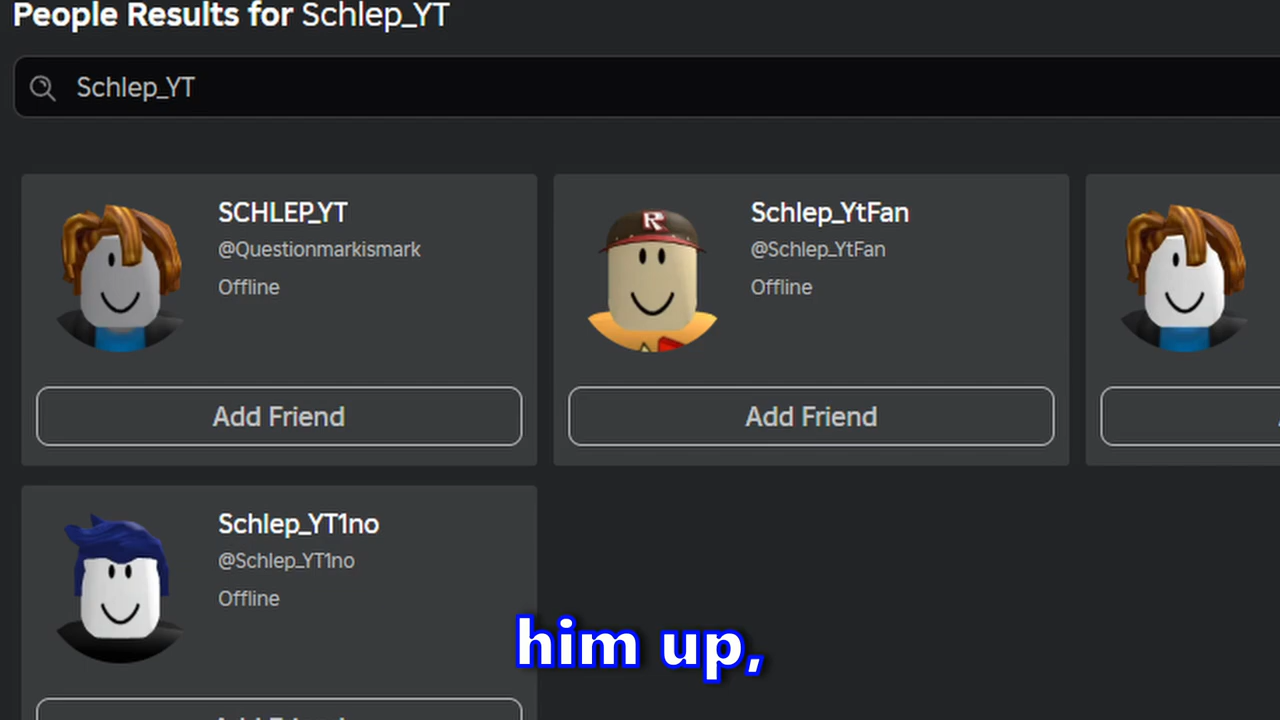 People Results for Schlep_YT
Schlep_YT
SCHLEP_YT
@Questionmarkismark
Offline
Add Friend
Schlep_YtFan
@Schlep_YtFan
Offline
Add Friend
Schlep_YT1no
@Schlep_YT1no
Offline
him up,